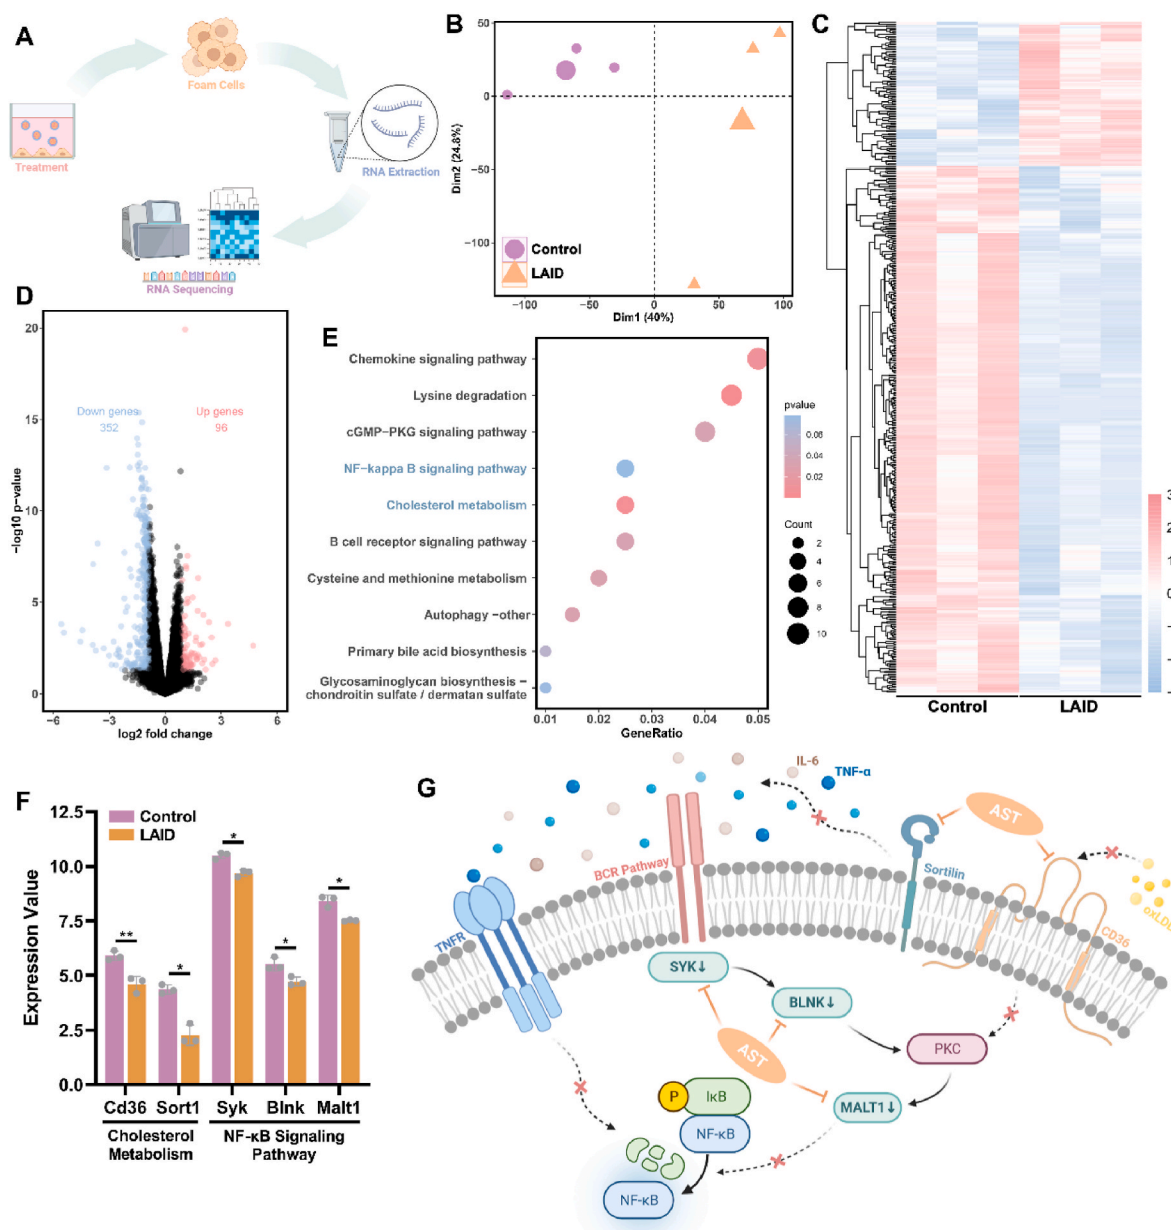 A
Foam Cells
Treatment
RNA Extraction
RNA Sequencing
B
50
0
−50
−100
Dim2 (24.8%)
Control
LAID
−100
−50
0
50
100
Dim1 (40%)
C
3
2
1
0
Control
LAID
D
20
15
10
5
0
−log10 p−value
Down genes
352
Up genes
96
−6
−3
0
3
6
log2 fold change
E
Chemokine signaling pathway
Lysine degradation
cGMP−PKG signaling pathway
NF−kappa B signaling pathway
Cholesterol metabolism
B cell receptor signaling pathway
Cysteine and methionine metabolism
Autophagy −other
Primary bile acid biosynthesis
Glycosaminoglycan biosynthesis −
chondroitin sulfate / dermatan sulfate
0.01
0.02
0.03
0.04
0.05
GeneRatio
pvalue
0.08
0.06
0.04
0.02
Count
2
4
6
8
10
F
12.5
10.0
7.5
5.0
2.5
0.0
Expression Value
Control
LAID
**
*
*
*
*
Cd36
Sort1
Syk
Blnk
Malt1
Cholesterol
Metabolism
NF-κB Signaling
Pathway
G
IL-6
TNF-α
AST
BCR Pathway
Sortilin
oxLDL
TNFR
CD36
SYK↓
BLNK↓
AST
PKC
P
IκB
MALT1↓
NF-κB
NF-κB